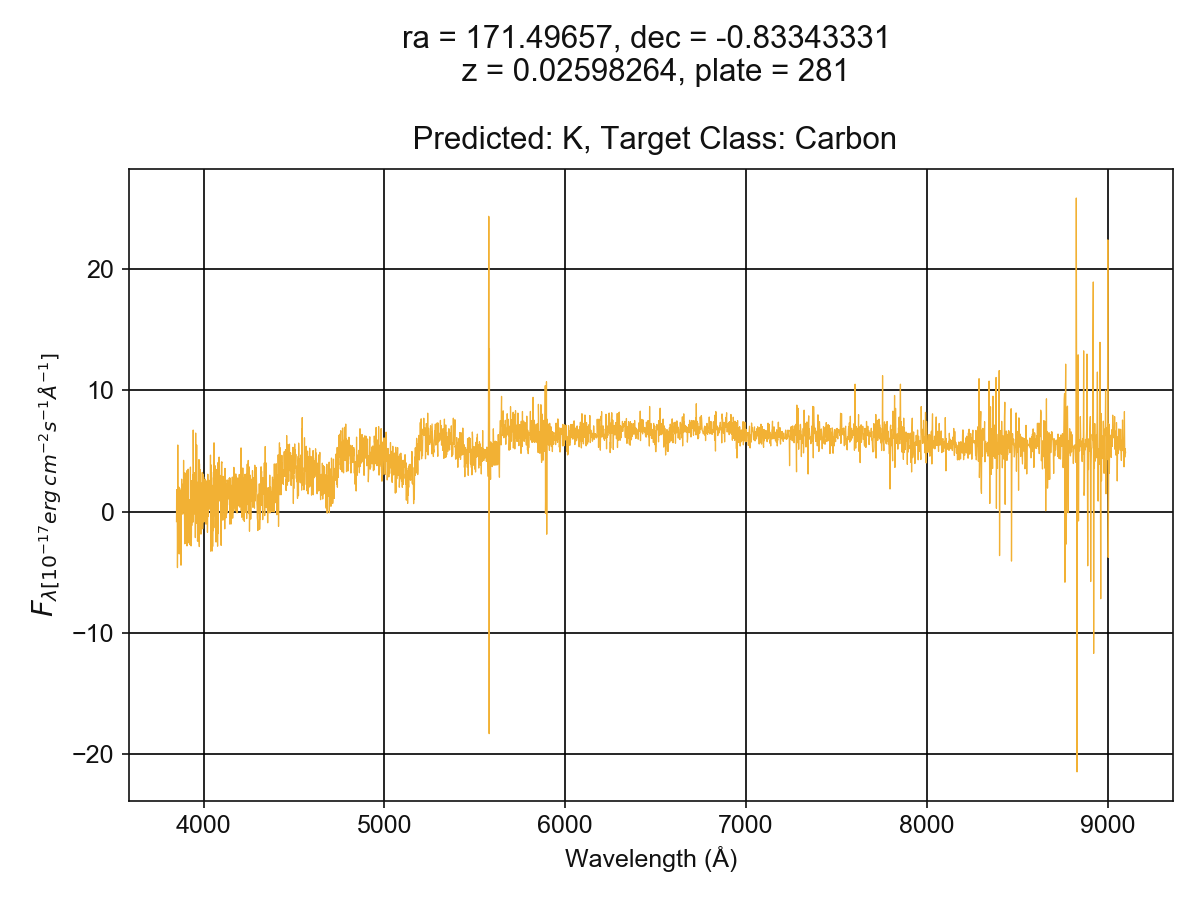 ra = 171.49657, dec = -0.83343331
z = 0.02598264, plate = 281
Predicted: K, Target Class: Carbon
20
10
0
−10
−20
F_λ[10^−17 erg cm^−2 s^−1 Å^−1]
4000 5000 6000 7000 8000 9000
Wavelength (Å)